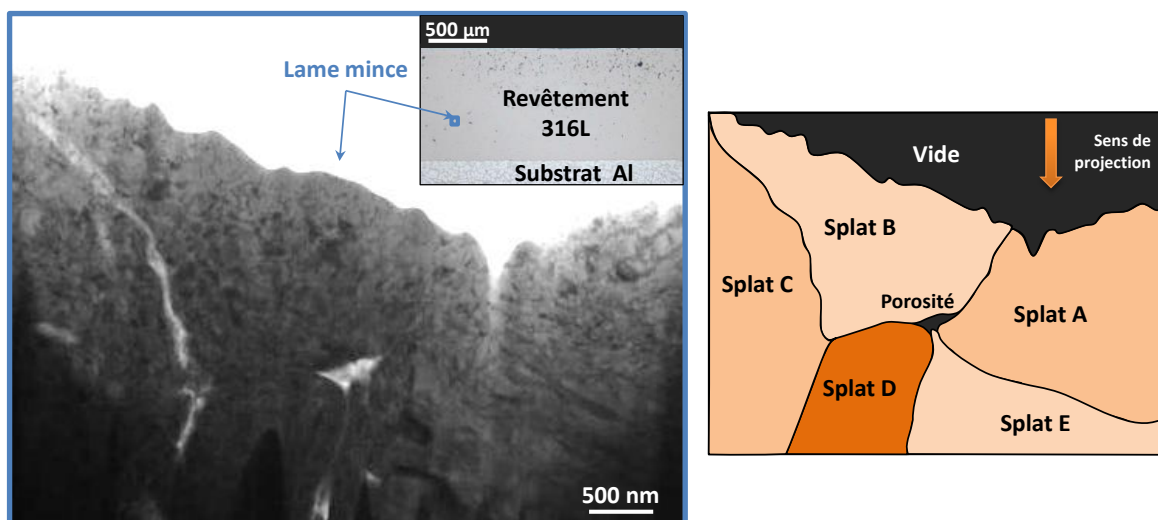 500 µm
Lame mince
Revêtement
316L
Substrat Al
500 nm
Vide
Sens de
projection
Splat B
Splat C
Porosité
Splat A
Splat D
Splat E